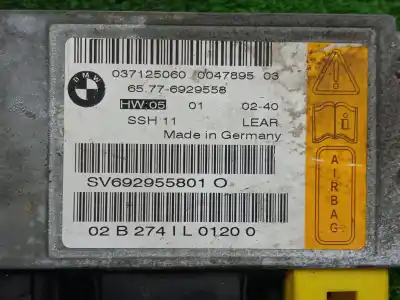 BMW
037125060 0047895 03
65.77-6929558
HW:05 01 02-40
SSH 11 LEAR
Made in Germany
SV692955801 0
02 B 274 I L 0120 0
AIRBAG